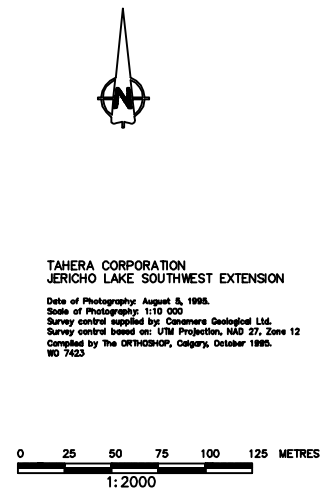 N
TAHERA CORPORATION
JERICHO LAKE SOUTHWEST EXTENSION
Date of Photography: August 5, 1995.
Scale of Photography: 1:10 000
Survey control supplied by: Canamera Geological Ltd.
Survey control based on: UTM Projection, NAD 27, Zone 12
Compiled by The ORTHOSHOP, Calgary, October 1995.
WO 7423
0 25 50 75 100 125 METRES
1:2000